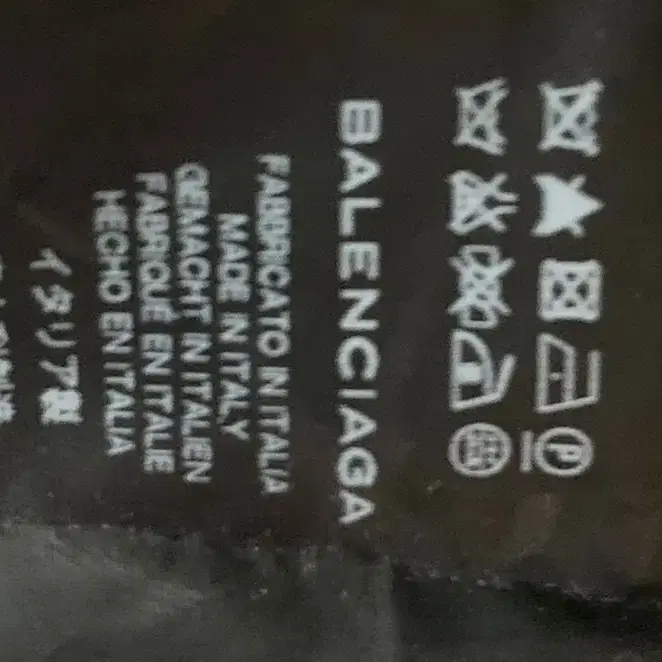 P
BALENCIAGA
FABBRICATO IN ITALIA
MADE IN ITALY
GEMACHT IN ITALIEN
FABRIQUÉ EN ITALIE
HECHO EN ITALIA
イタリア製